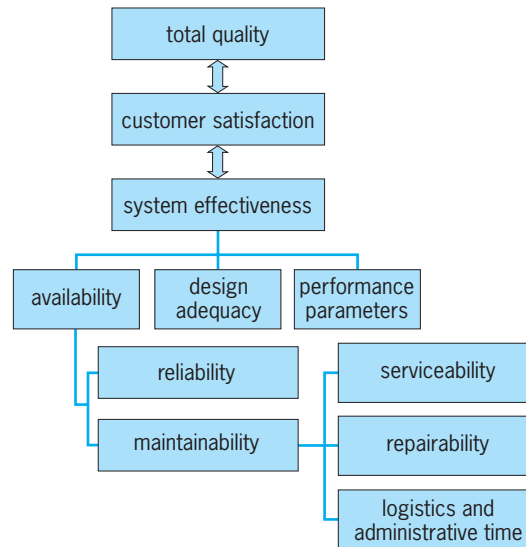 total quality
customer satisfaction
system effectiveness
availability
design
adequacy
performance
parameters
reliability
serviceability
maintainability
repairability
logistics and
administrative time